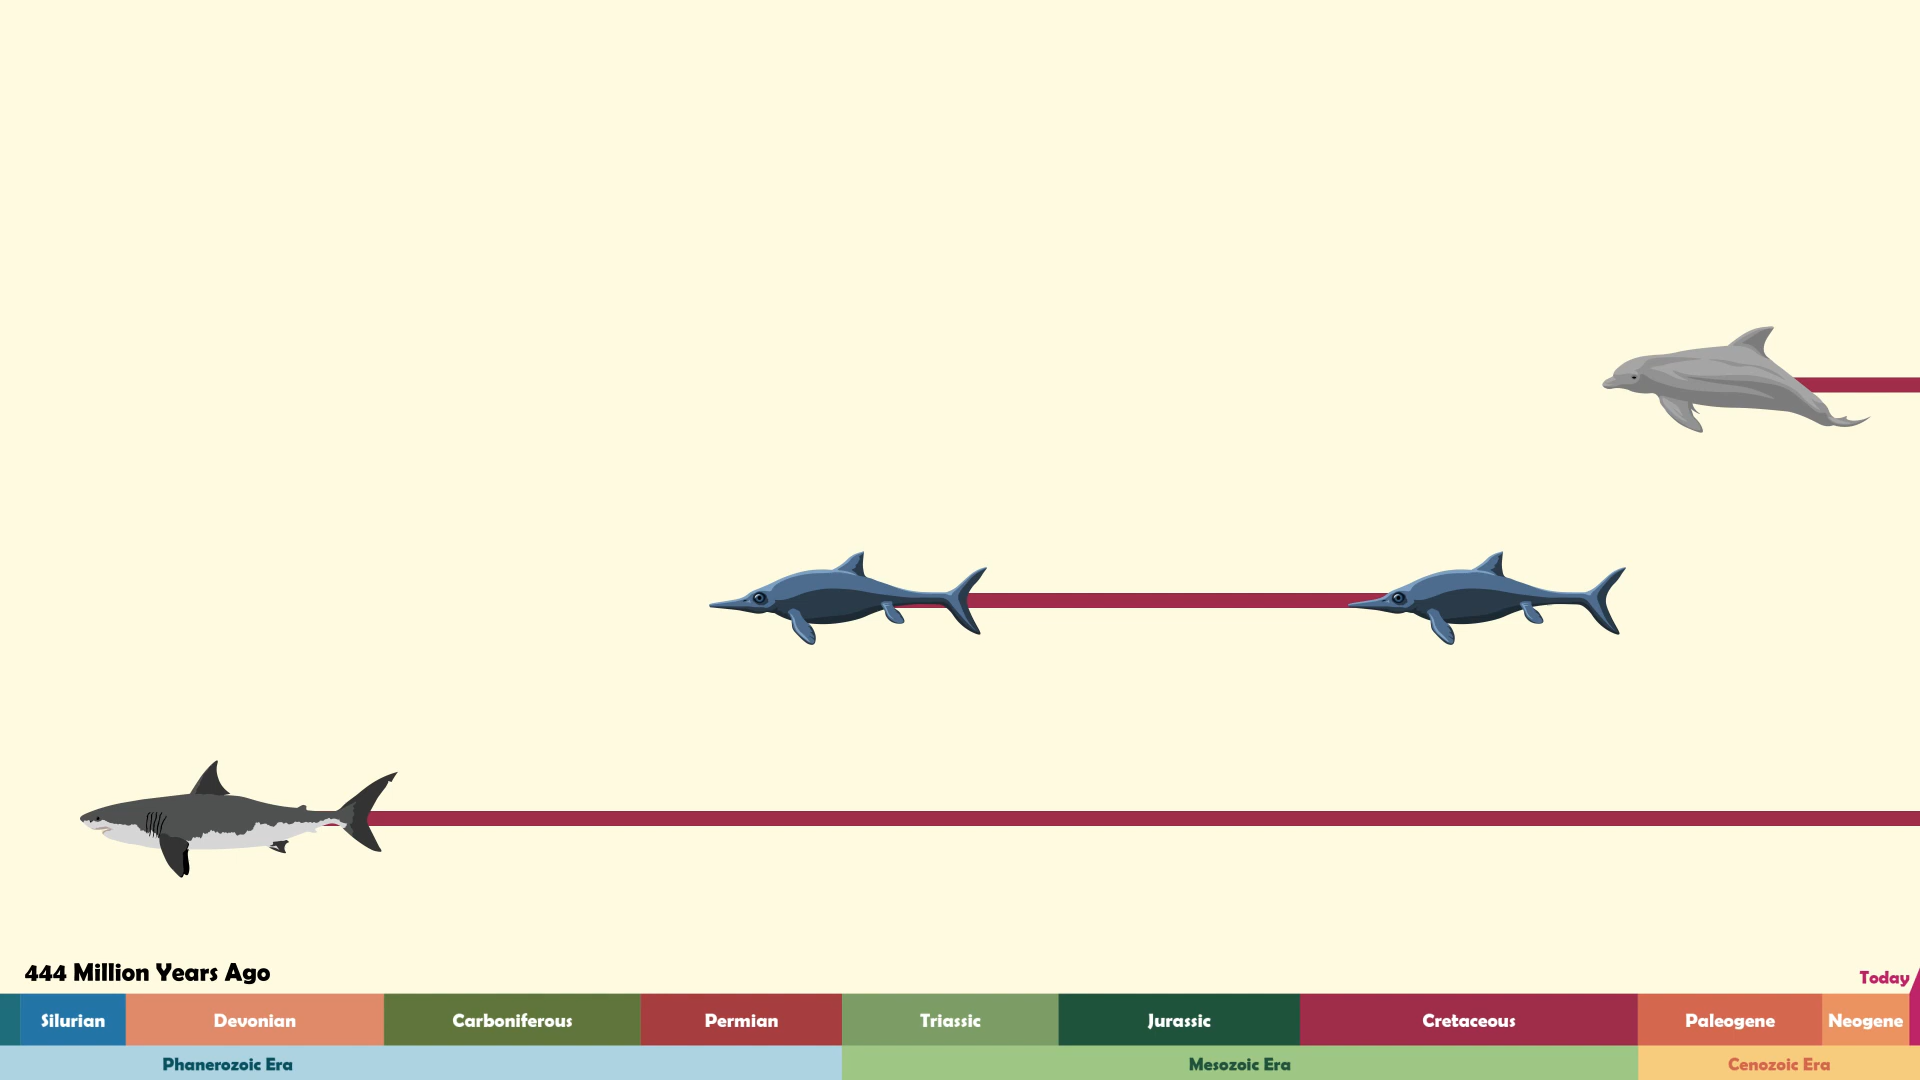 444 Million Years Ago
Today
Silurian Devonian Carboniferous Permian Triassic Jurassic Cretaceous Paleogene Neogene
Phanerozoic Era Mesozoic Era Cenozoic Era